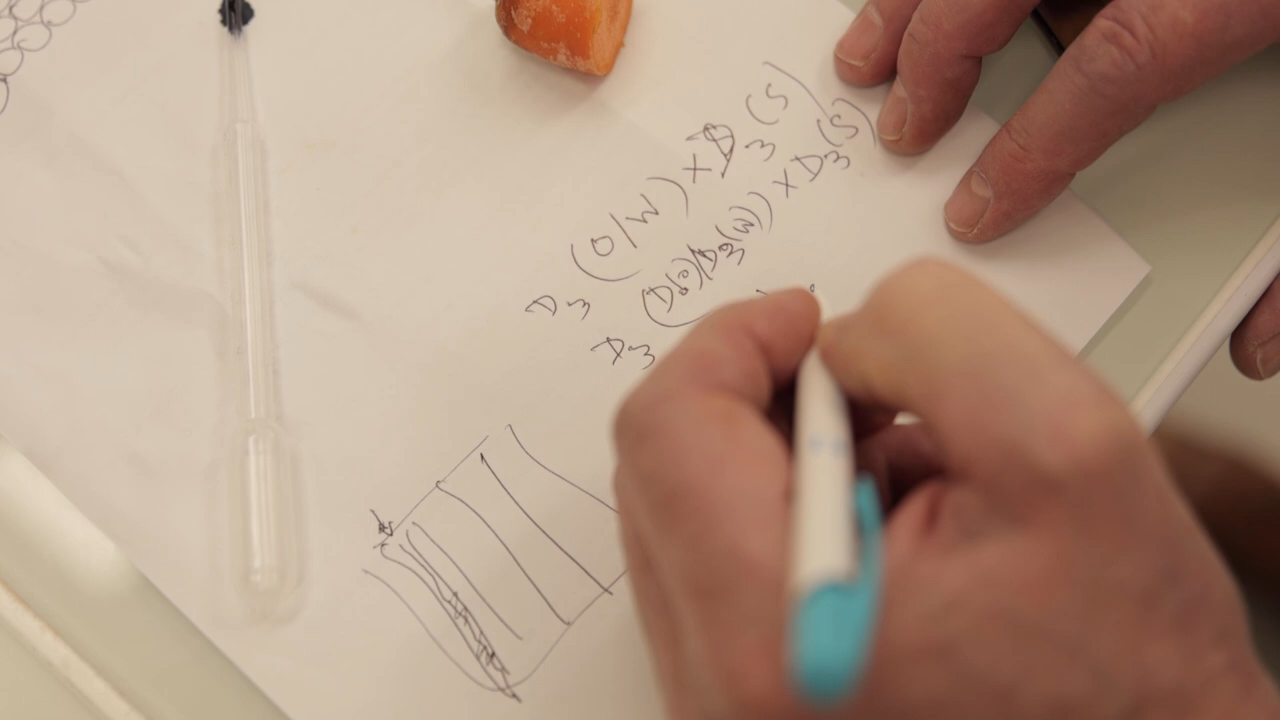 D3 (O/W) x D3 (S)
D3 (D3(O)/D3(W)) x D3(S)